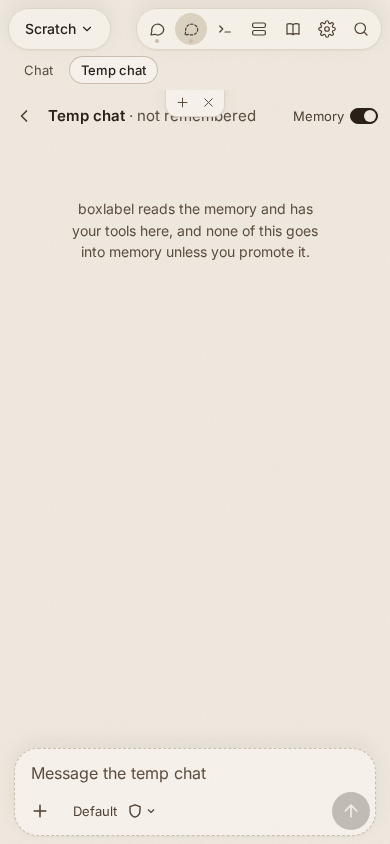 Scratch
Chat
Temp chat
Temp chat · not remembered
Memory
boxlabel reads the memory and has
your tools here, and none of this goes
into memory unless you promote it.
Message the temp chat
Default